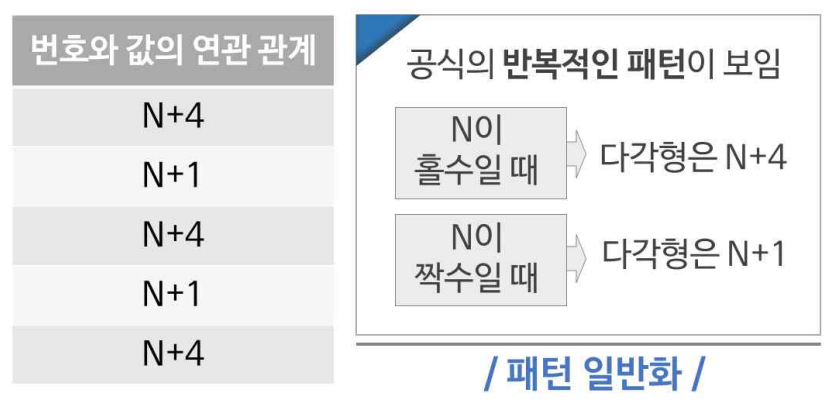 번호와 값의 연관 관계
N+4
N+1
N+4
N+1
N+4
공식의 반복적인 패턴이 보임
N이
홀수일 때
다각형은 N+4
N이
짝수일 때
다각형은 N+1
/ 패턴 일반화 /